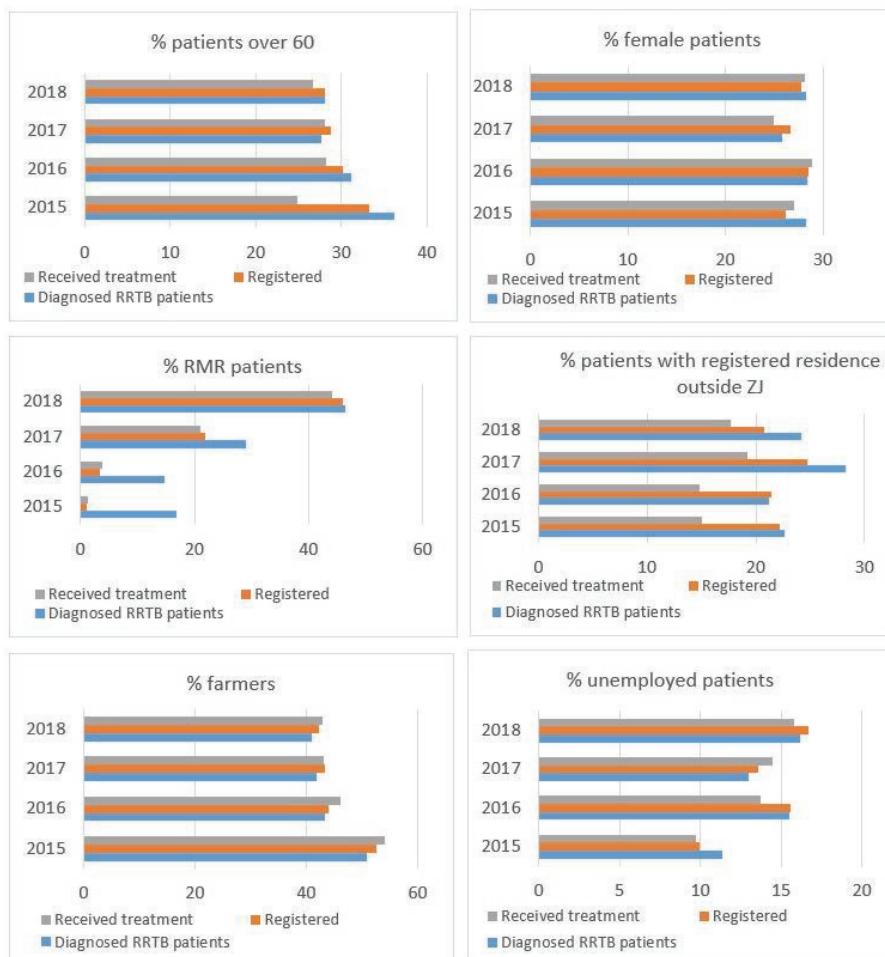 % patients over 60
2018
2017
2016
2015
0 10 20 30 40
Received treatment Registered
Diagnosed RRTB patients
% female patients
2018
2017
2016
2015
0 10 20 30
Received treatment Registered
Diagnosed RRTB patients
% RMR patients
2018
2017
2016
2015
0 20 40 60
Received treatment Registered
Diagnosed RRTB patients
% patients with registered residence
outside ZJ
2018
2017
2016
2015
0 10 20 30
Received treatment Registered
Diagnosed RRTB patients
% farmers
2018
2017
2016
2015
0 20 40 60
Received treatment Registered
Diagnosed RRTB patients
% unemployed patients
2018
2017
2016
2015
0 5 10 15 20
Received treatment Registered
Diagnosed RRTB patients